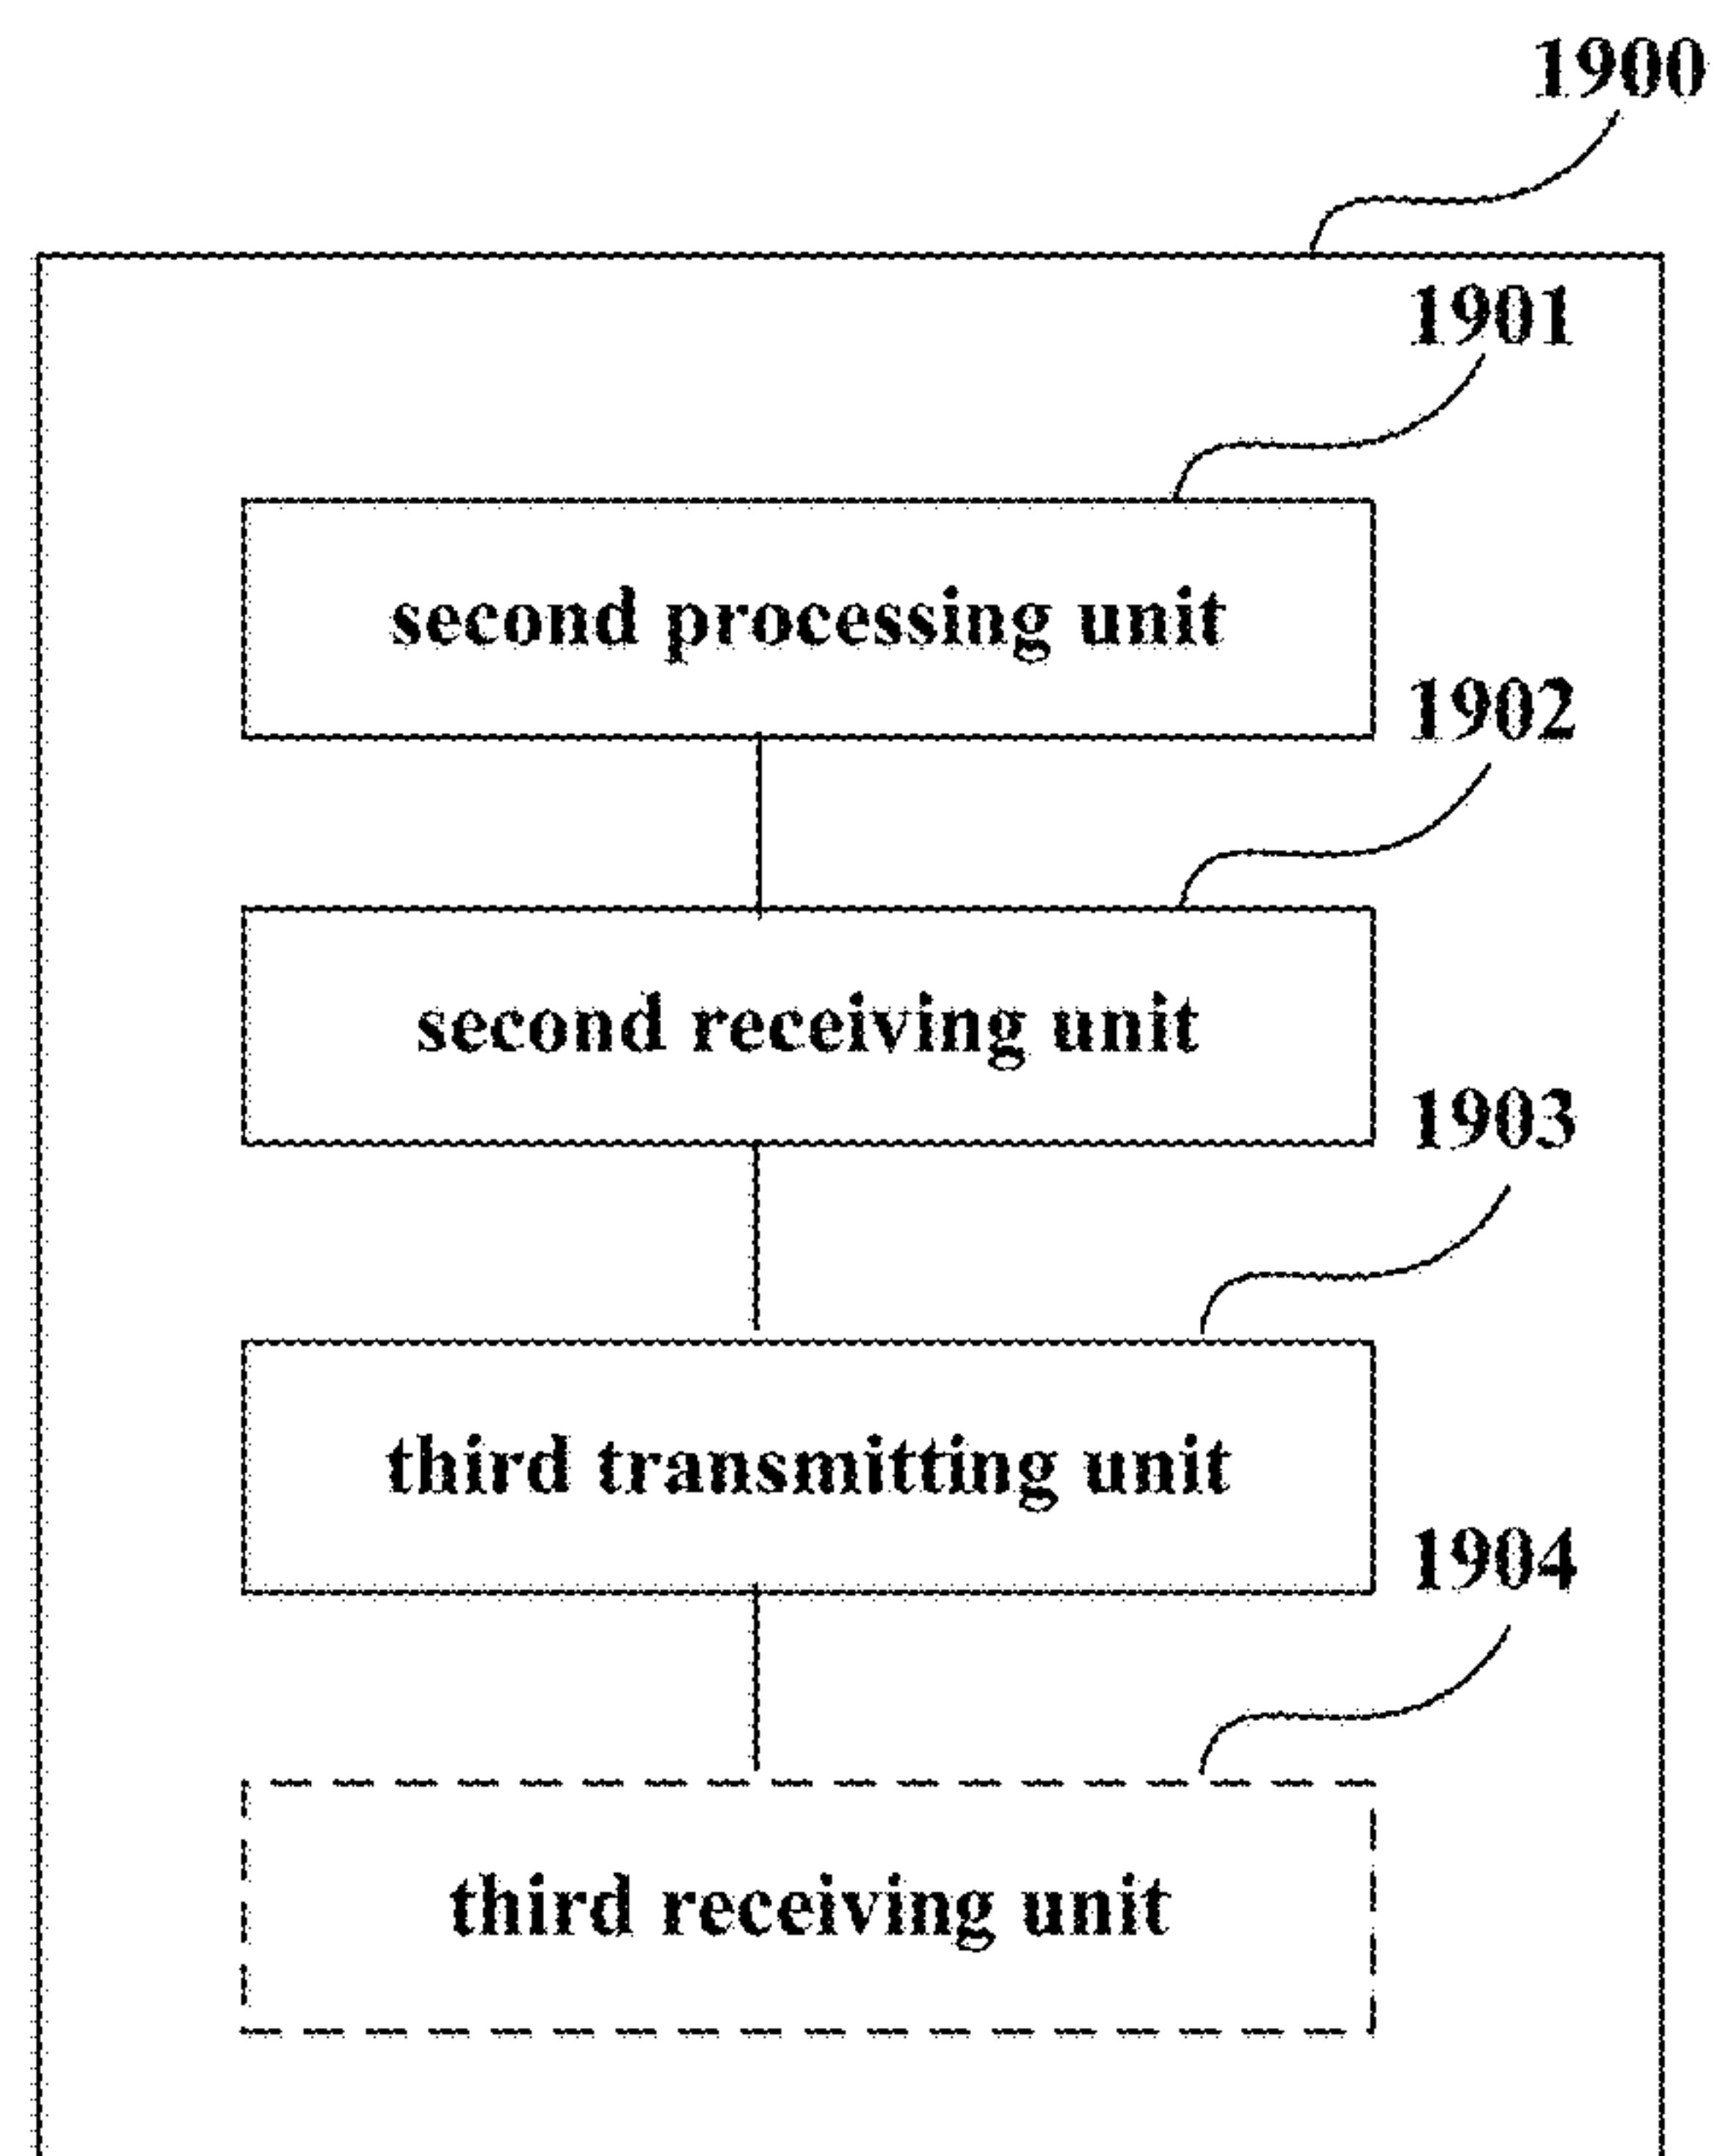 1900
1901
second processing unit
1902
second receiving unit
1903
third transmitting unit
1904
third receiving unit